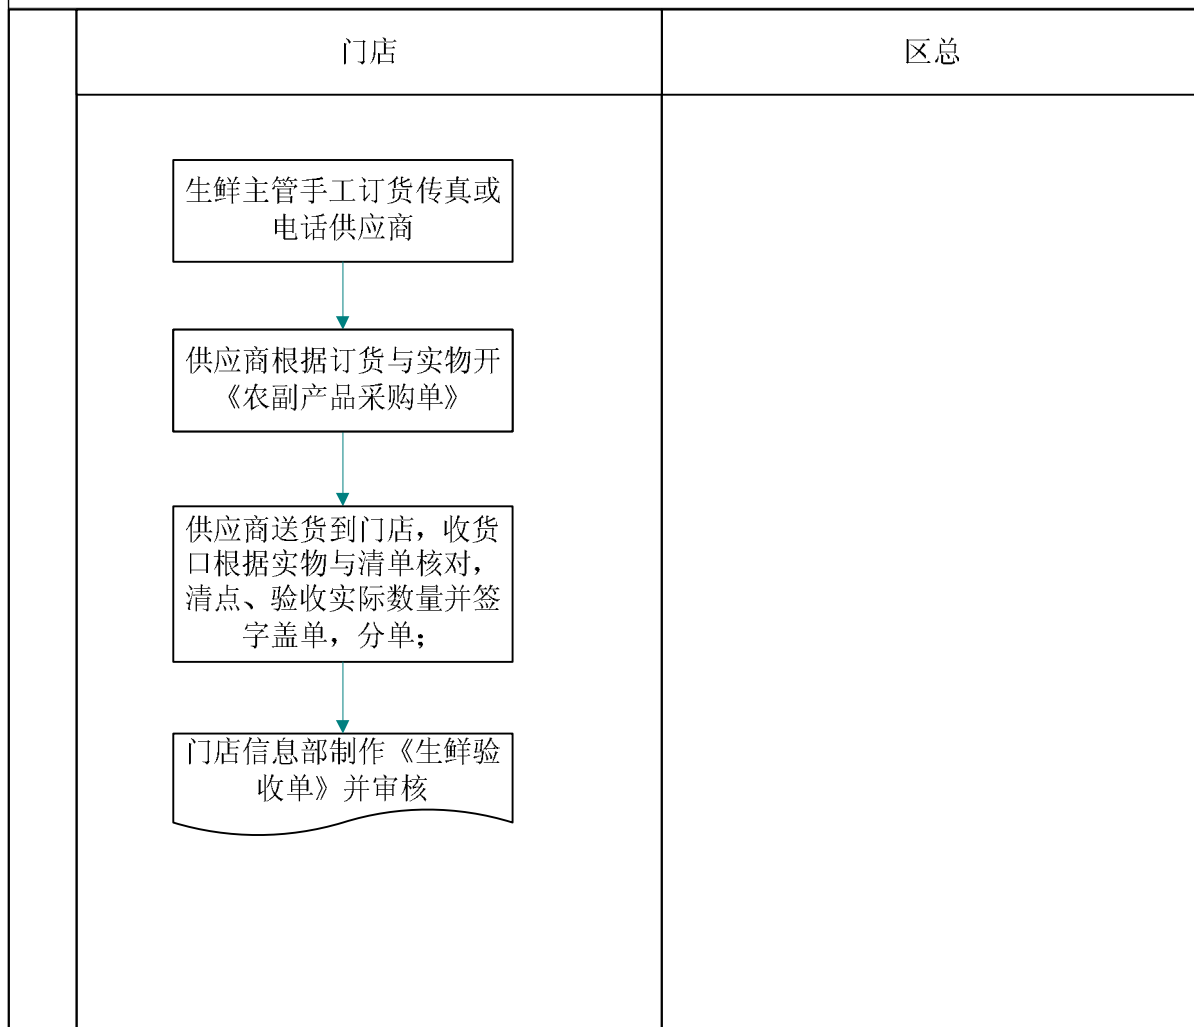 门店
区总
生鲜主管手工订货传真或
电话供应商
供应商根据订货与实物开
《农副产品采购单》
供应商送货到门店，收货
口根据实物与清单核对，
清点、验收实际数量并签
字盖单，分单；
门店信息部制作《生鲜验
收单》并审核